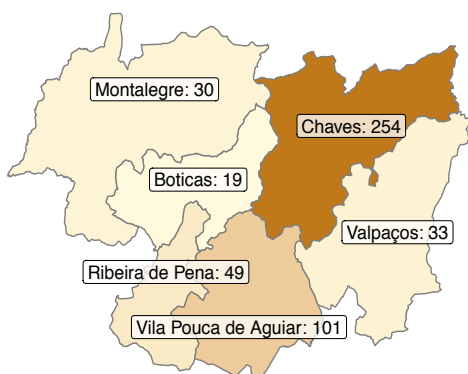 Montalegre: 30
Chaves: 254
Boticas: 19
Valpaços: 33
Ribeira de Pena: 49
Vila Pouca de Aguiar: 101